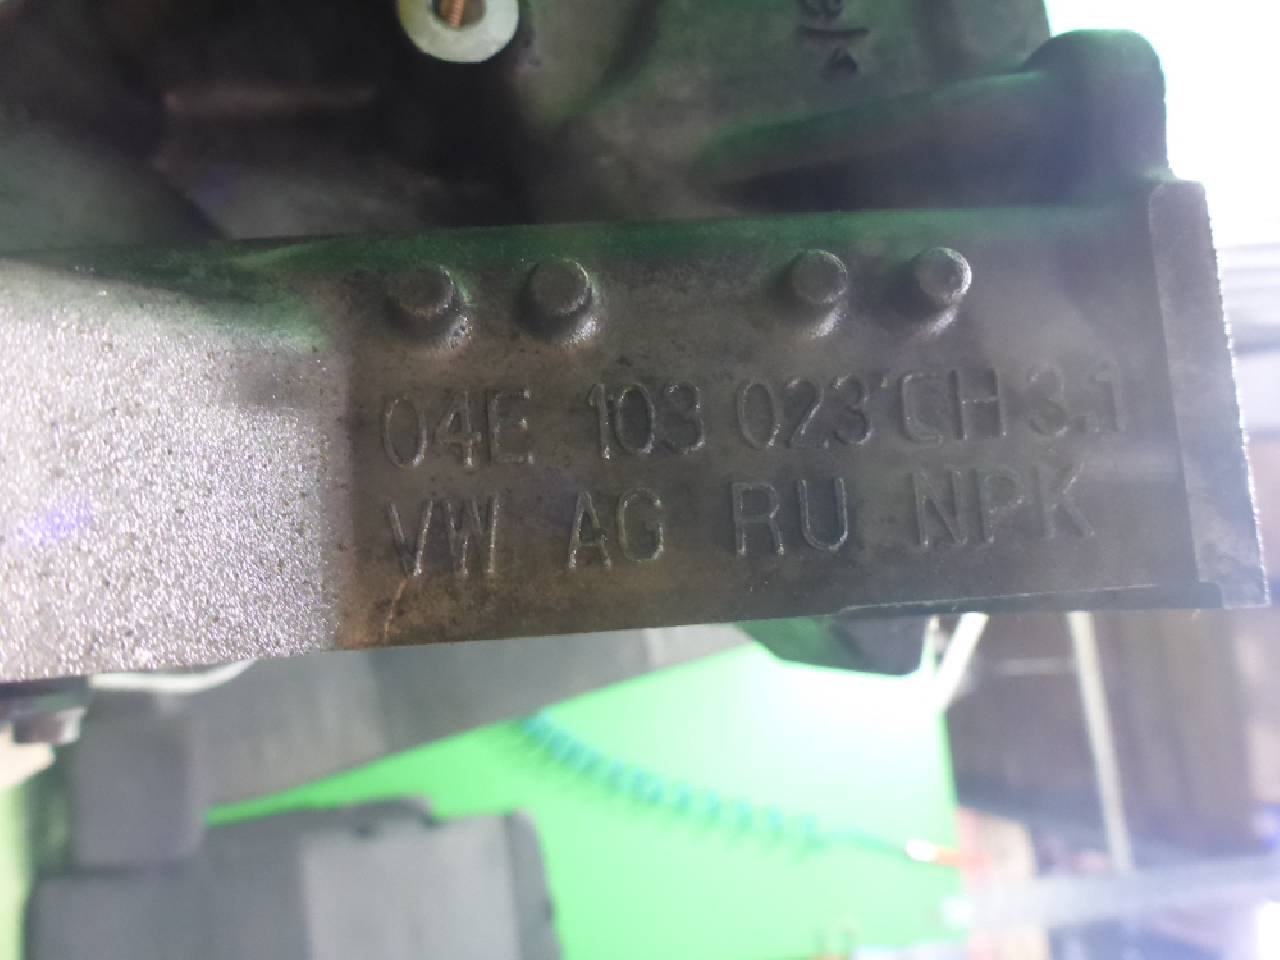 04E 103 023 CH 3.1
VW AG RU NPK